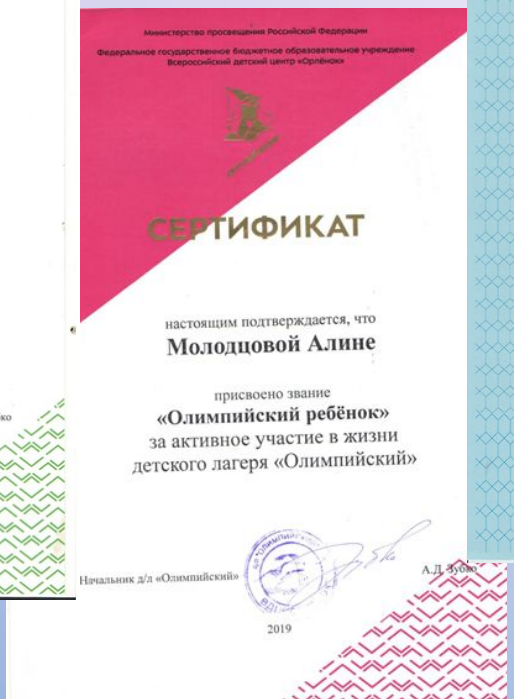 Министерство просвещения Российской Федерации
Федеральное государственное бюджетное образовательное учреждение
Всероссийский детский центр «Орлёнок»
СЕРТИФИКАТ
настоящим подтверждается, что
Молодцовой Алине
присвоено звание
«Олимпийский ребёнок»
за активное участие в жизни
детского лагеря «Олимпийский»
Начальник д/л «Олимпийский»
А.Д. Зубко
2019